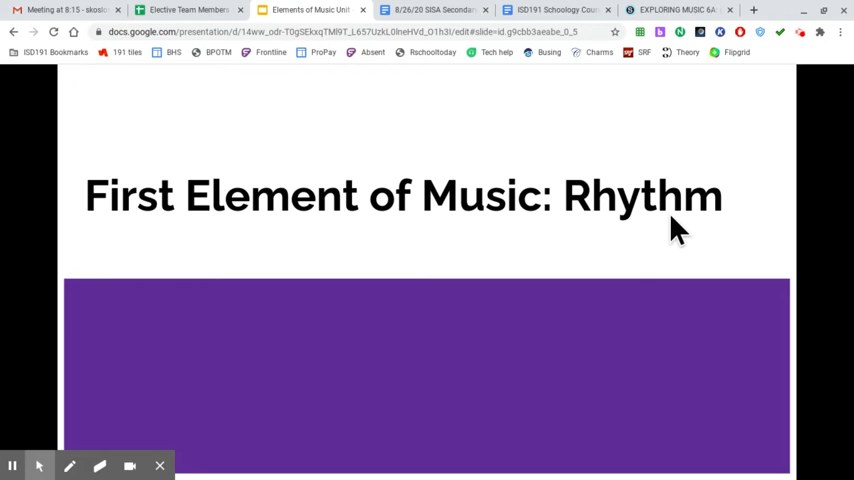 Meeting at 8:15 - skoslos
Elective Team Members
Elements of Music Unit
8/26/20 SISA Secondary
ISD191 Schoology Cour
EXPLORING MUSIC 6A:
docs.google.com/presentation/d/14ww_odr-T0gSEkxqTMl9T_L657UzkL0lneHVd_O1h3I/edit#slide=id.g9cbb3aeabe_0_5
ISD191 Bookmarks
191 tiles
BHS
BPOTM
Frontline
ProPay
Absent
Rschooltoday
Tech help
Busing
Charms
SRF
Theory
Flipgrid
First Element of Music: Rhythm